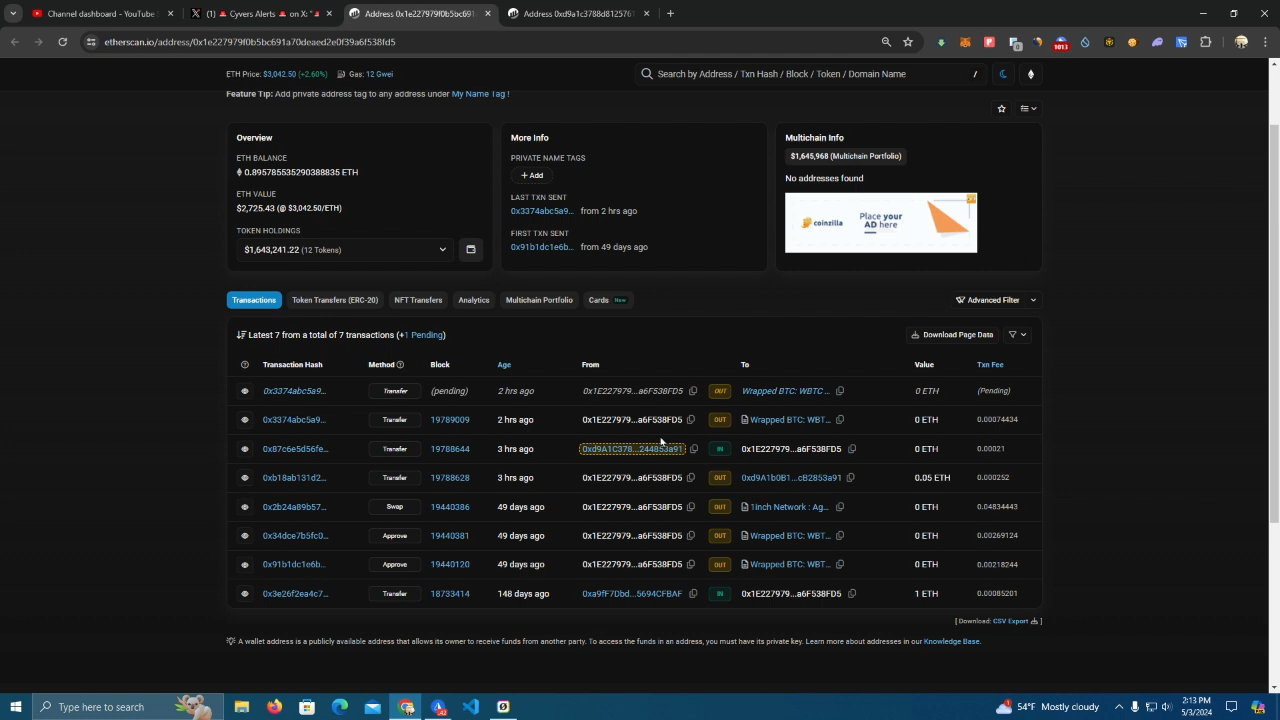 Channel dashboard - YouTube
(1) 🚨 Cyvers Alerts 🚨 on X: "🚨
Address 0x1e227979f0b5bc691
Address 0xd9a1c3788d8125761
etherscan.io/address/0x1e227979f0b5bc691a70deaed2e0f39a6f538fd5
1013
ETH Price: $3,042.50 (+2.60%) Gas: 12 Gwei
Search by Address / Txn Hash / Block / Token / Domain Name /
Feature Tip: Add private address tag to any address under My Name Tag !
Overview
ETH BALANCE
0.895785535290388835 ETH
ETH VALUE
$2,725.43 (@ $3,042.50/ETH)
TOKEN HOLDINGS
$1,643,241.22 (12 Tokens)
More Info
PRIVATE NAME TAGS
+ Add
LAST TXN SENT
0x3374abc5a9... from 2 hrs ago
FIRST TXN SENT
0x91b1dc1e6b... from 49 days ago
Multichain Info
$1,645,968 (Multichain Portfolio)
No addresses found
coinzilla Place your AD here
Transactions Token Transfers (ERC-20) NFT Transfers Analytics Multichain Portfolio Cards New Advanced Filter
Latest 7 from a total of 7 transactions (+1 Pending) Download Page Data
Transaction Hash Method Block Age From To Value Txn Fee
0x3374abc5a9... Transfer (pending) 2 hrs ago 0x1E227979...a6F538FD5 OUT Wrapped BTC: WBTC ... 0 ETH (Pending)
0x3374abc5a9... Transfer 19789009 2 hrs ago 0x1E227979...a6F538FD5 OUT Wrapped BTC: WBT... 0 ETH 0.00074434
0x87c6e5d56fe... Transfer 19788644 3 hrs ago 0xd9A1C378...244853a91 IN 0x1E227979...a6F538FD5 0 ETH 0.00021
0xb18ab131d2... Transfer 19788628 3 hrs ago 0x1E227979...a6F538FD5 OUT 0xd9A1b0B1...cB2853a91 0.05 ETH 0.000252
0x2b24a89b57... Swap 19440386 49 days ago 0x1E227979...a6F538FD5 OUT 1inch Network : Ag... 0 ETH 0.04834443
0x34dce7b5fc0... Approve 19440381 49 days ago 0x1E227979...a6F538FD5 OUT Wrapped BTC: WBT... 0 ETH 0.00269124
0x91b1dc1e6b... Approve 19440120 49 days ago 0x1E227979...a6F538FD5 OUT Wrapped BTC: WBT... 0 ETH 0.00218244
0x3e26f2ea4c7... Transfer 18733414 148 days ago 0xa9fF7Dbd...5694CFBAF IN 0x1E227979...a6F538FD5 1 ETH 0.00085201
[ Download: CSV Export ]
A wallet address is a publicly available address that allows its owner to receive funds from another party. To access the funds in an address, you must have its private key. Learn more about addresses in our Knowledge Base.
Type here to search
54°F Mostly cloudy
2:13 PM
5/3/2024